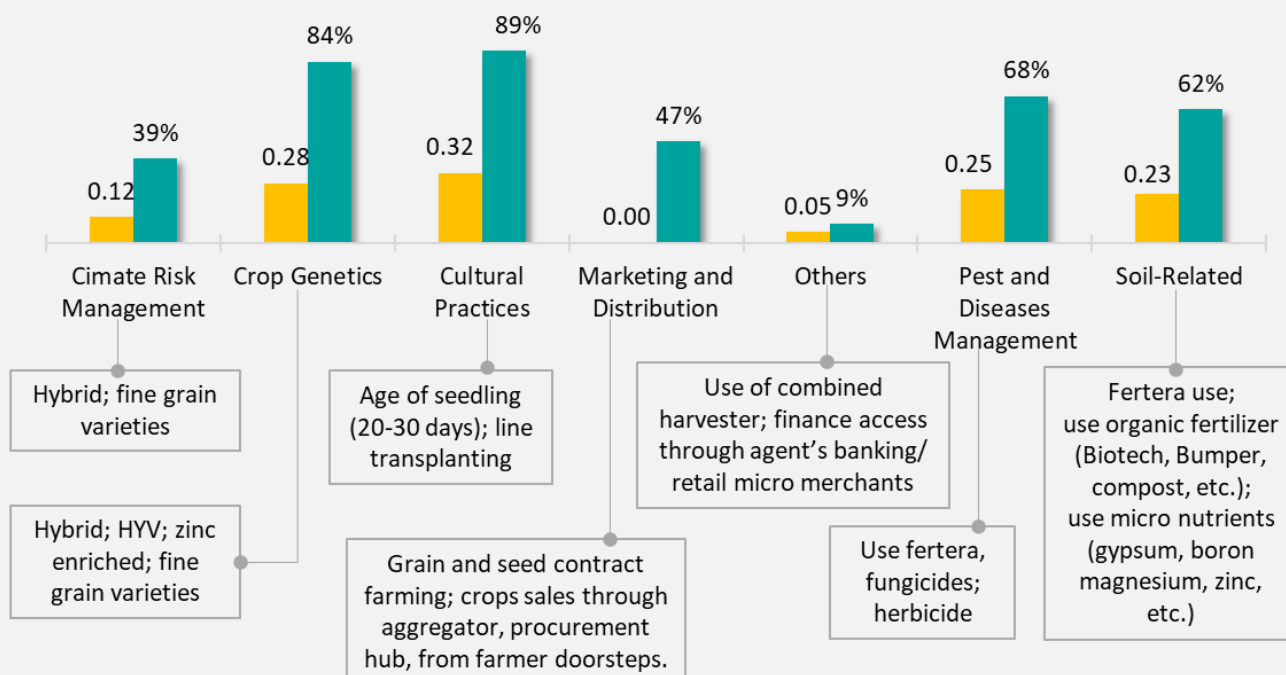 39%
0.12
84%
0.28
89%
0.32
47%
0.00
0.05
9%
68%
0.25
62%
0.23
Cimate Risk
Management
Crop Genetics
Cultural
Practices
Marketing and
Distribution
Others
Pest and
Diseases
Management
Soil-Related
Hybrid; fine grain
varieties
Hybrid; HYV; zinc
enriched; fine
grain varieties
Age of seedling
(20-30 days); line
transplanting
Grain and seed contract
farming; crops sales through
aggregator, procurement
hub, from farmer doorsteps.
Use of combined
harvester; finance access
through agent’s banking/
retail micro merchants
Use fertera,
fungicides;
herbicide
Fertera use;
use organic fertilizer
(Biotech, Bumper,
compost, etc.);
use micro nutrients
(gypsum, boron
magnesium, zinc,
etc.)